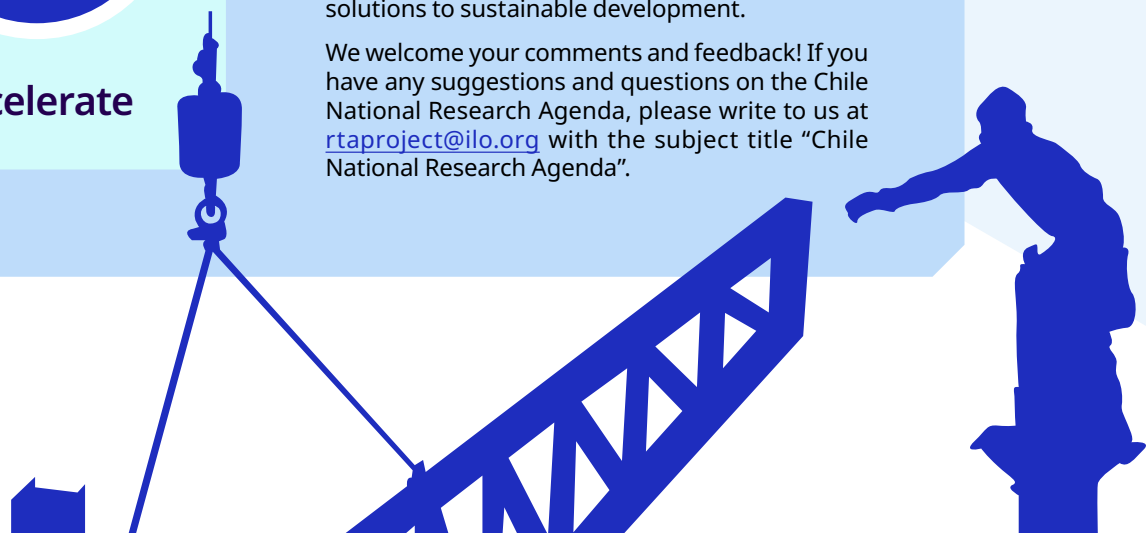 solutions to sustainable development.
We welcome your comments and feedback! If you
have any suggestions and questions on the Chile
National Research Agenda, please write to us at
rtaproject@ilo.org with the subject title “Chile
National Research Agenda”.
celerate